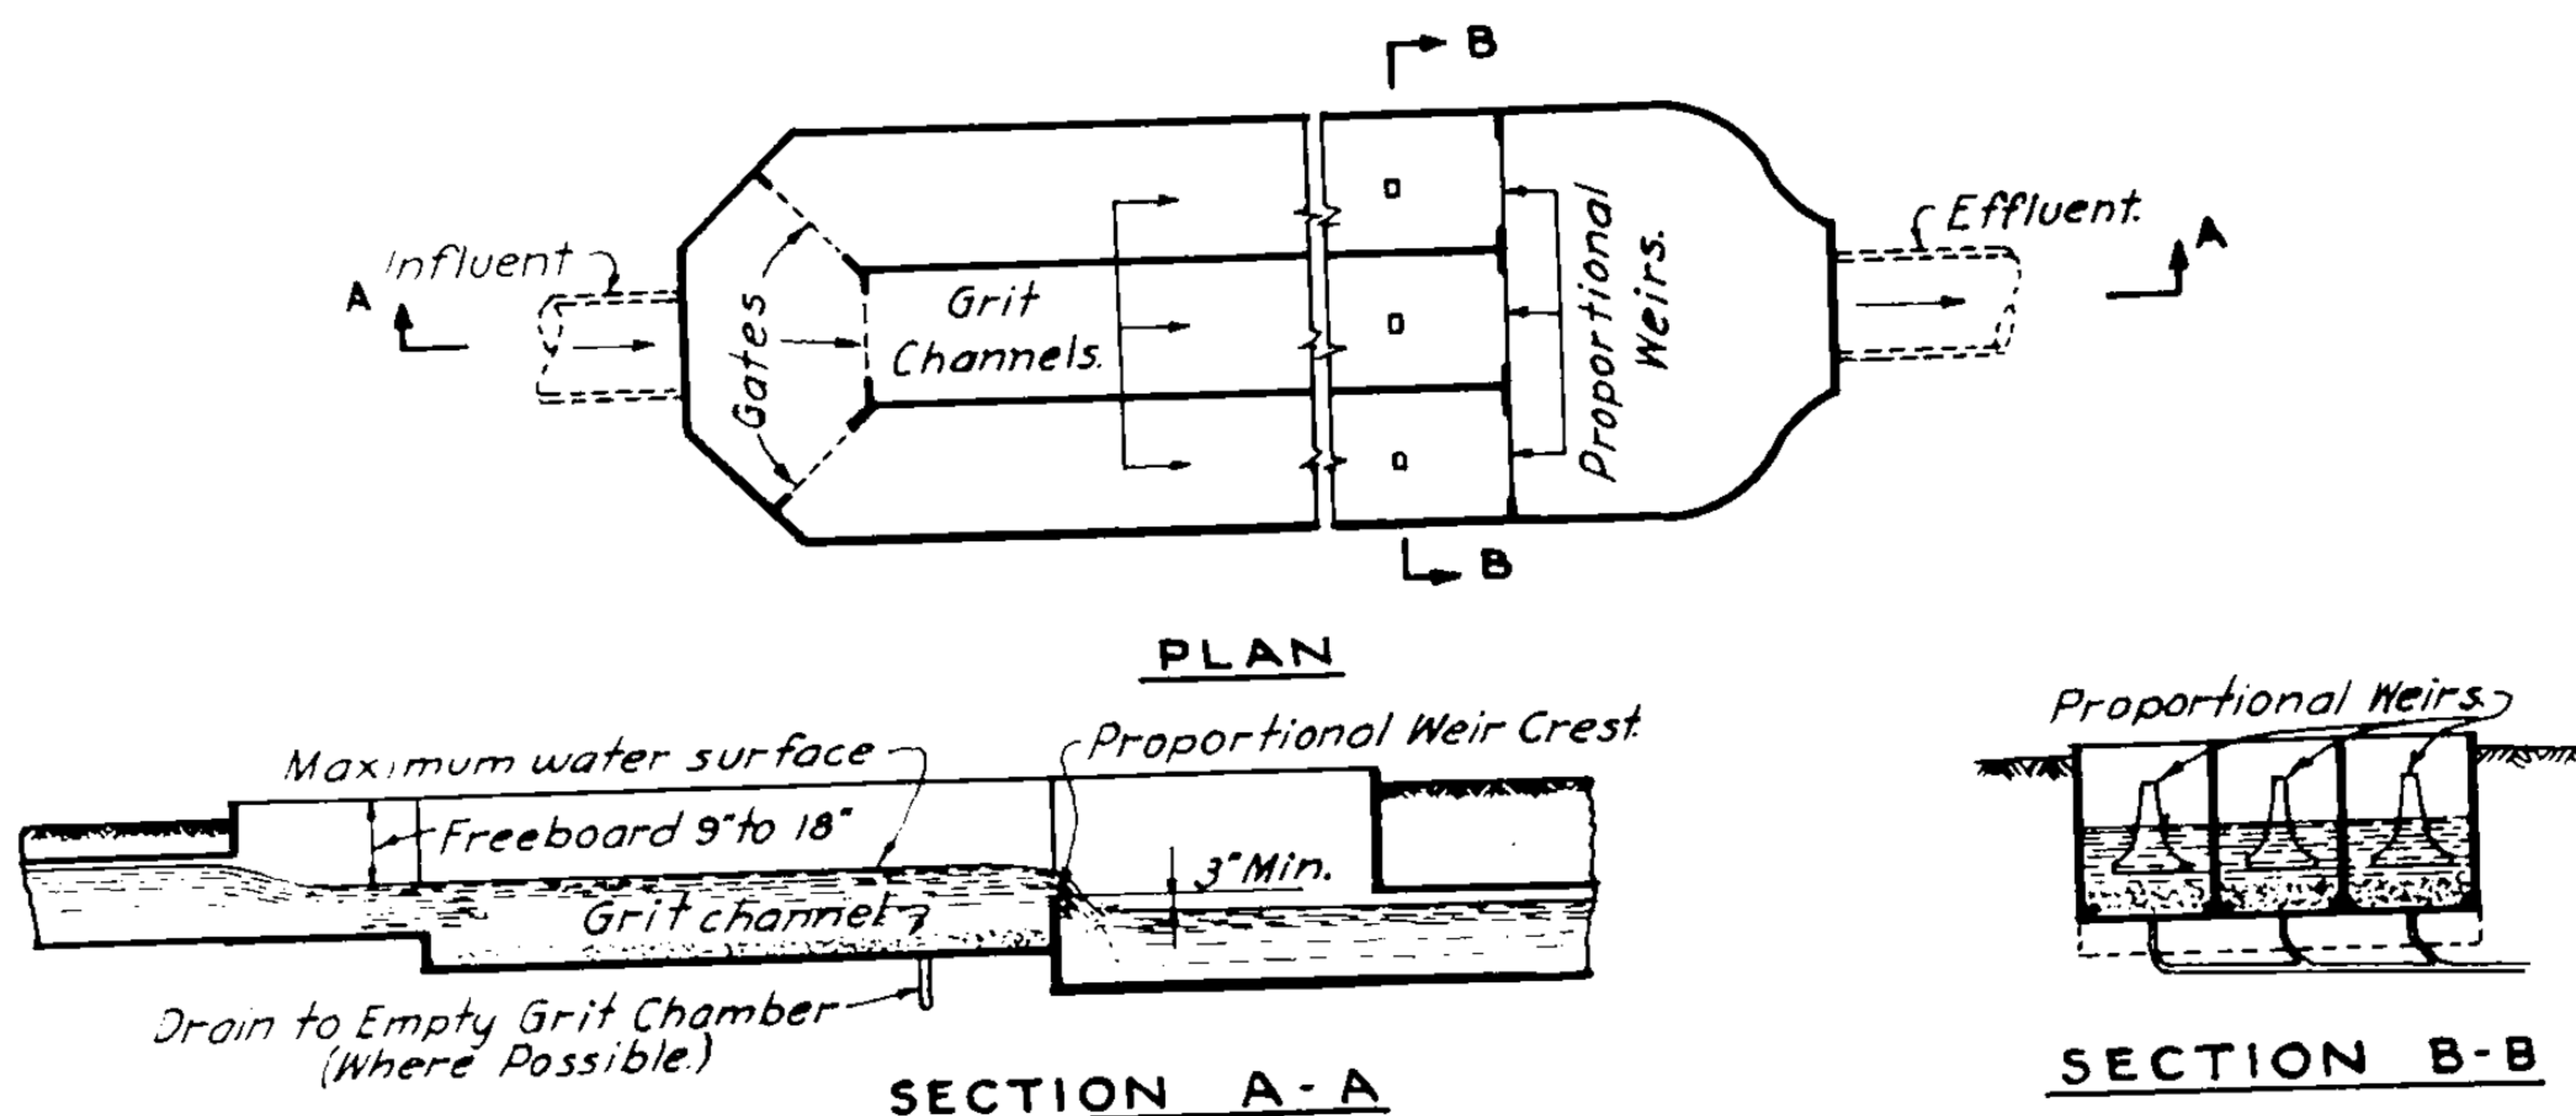 B
Influent
Effluent.
A
A
Gates
Grit
Channels.
Proportional
Weirs.
B
PLAN
Maximum water surface
Proportional Weir Crest.
Proportional Weirs.
Freeboard 9" to 18"
3" Min.
Grit channel
Drain to Empty Grit Chamber
(Where Possible.)
SECTION A-A
SECTION B-B